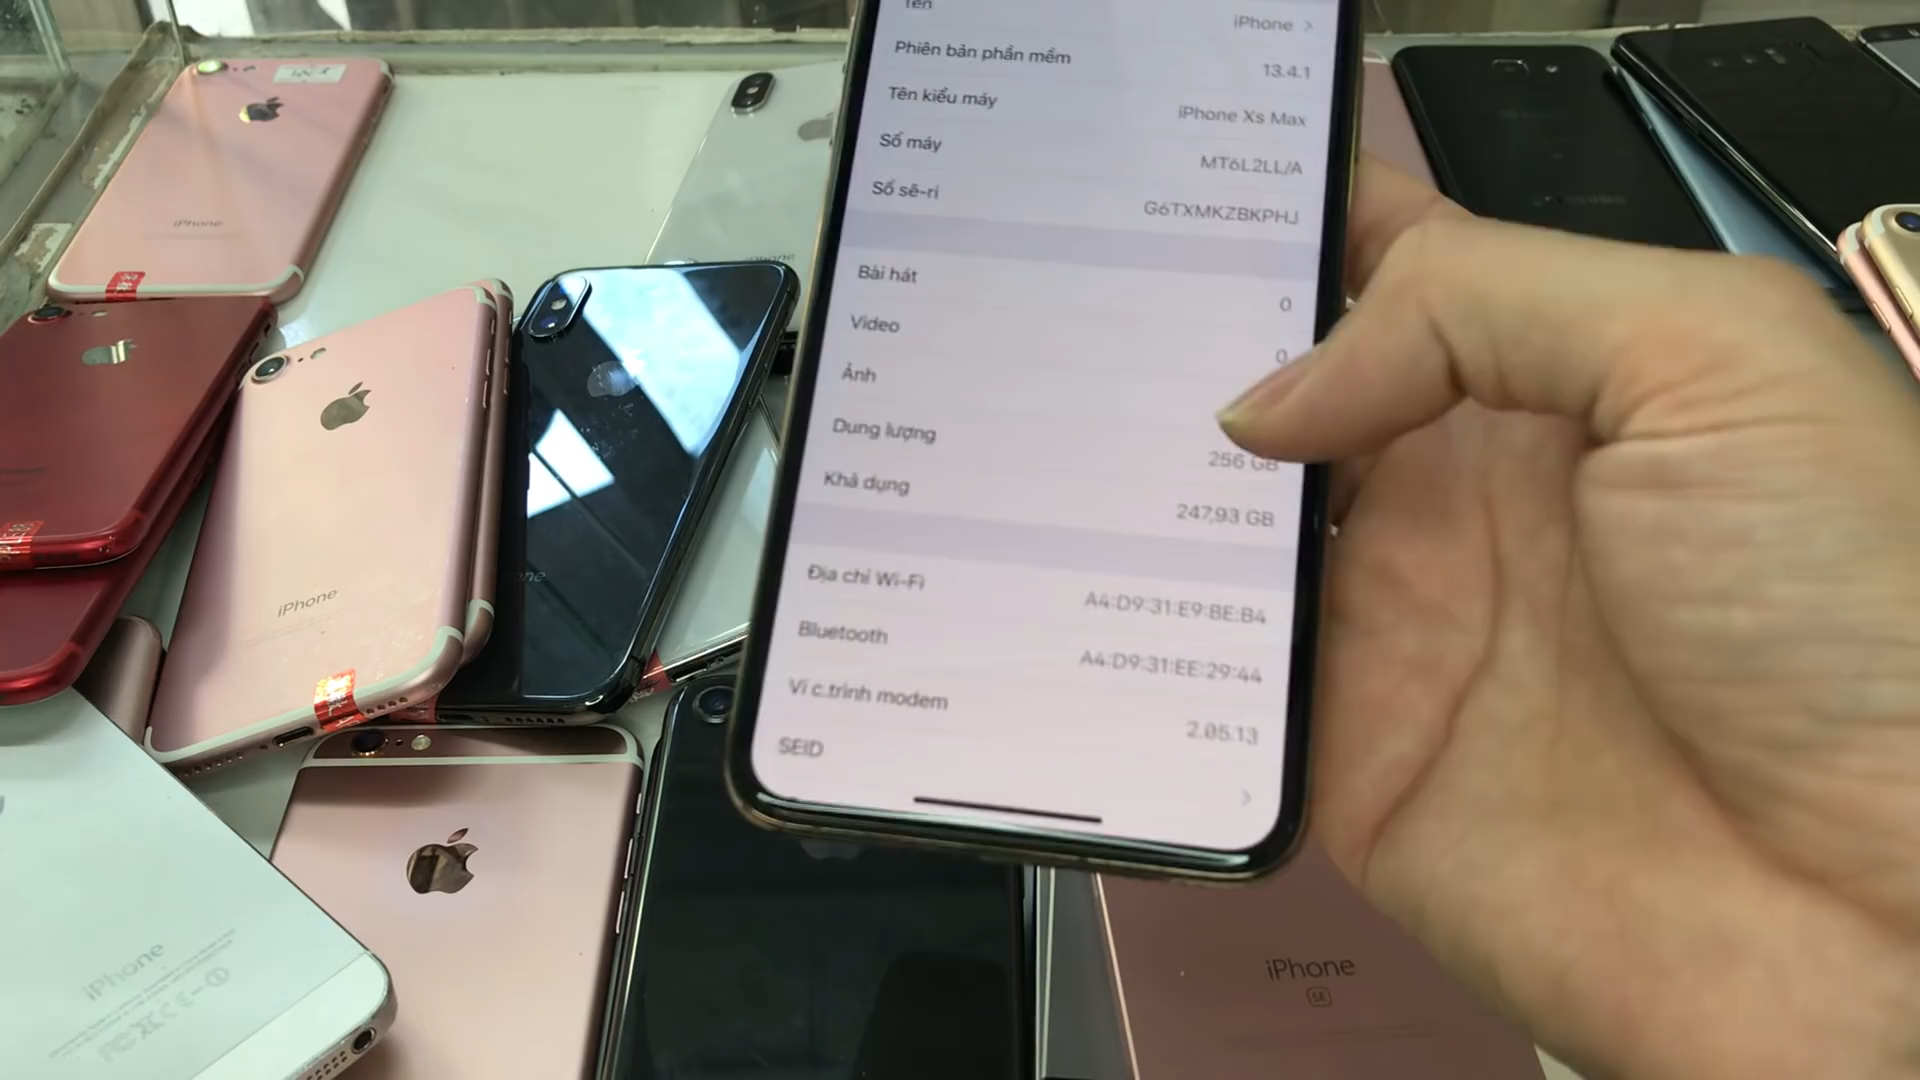 Tên
iPhone
Phiên bản phần mềm
13.4.1
Tên kiểu máy
iPhone Xs Max
Số máy
MT6L2LL/A
Số sê-ri
G6TXMKZBKPHJ
Bài hát
0
Video
0
Ảnh
Dung lượng
256 GB
Khả dụng
247,93 GB
Địa chỉ Wi-Fi
A4:D9:31:E9:BE:B4
Bluetooth
A4:D9:31:EE:29:44
Vi c.trình modem
2.05.13
SEID
iPhone
iPhone
iPhone
iPhone
SE